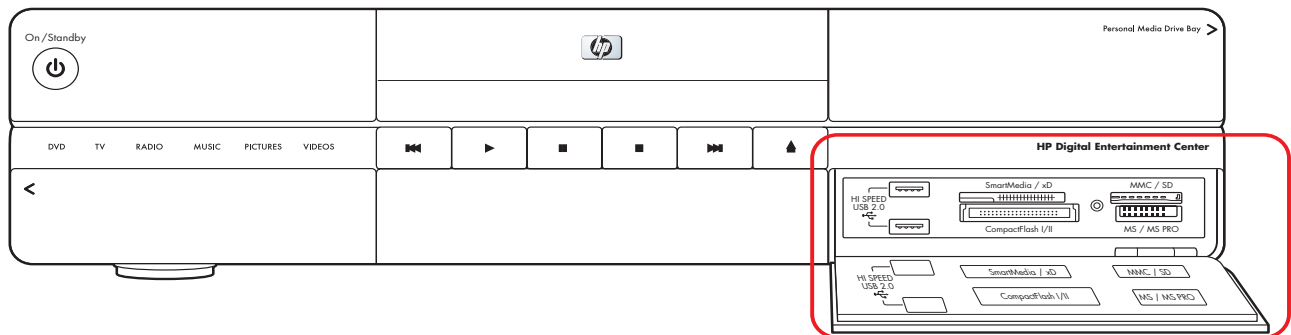 On/Standby
hp
Personal Media Drive Bay >
DVD TV RADIO MUSIC PICTURES VIDEOS
HP Digital Entertainment Center
<
HI SPEED
USB 2.0
SmartMedia / xD
MMC / SD
CompactFlash I/II
MS / MS PRO
HI SPEED
USB 2.0
SmartMedia / xD
MMC / SD
CompactFlash I/II
MS / MS PRO